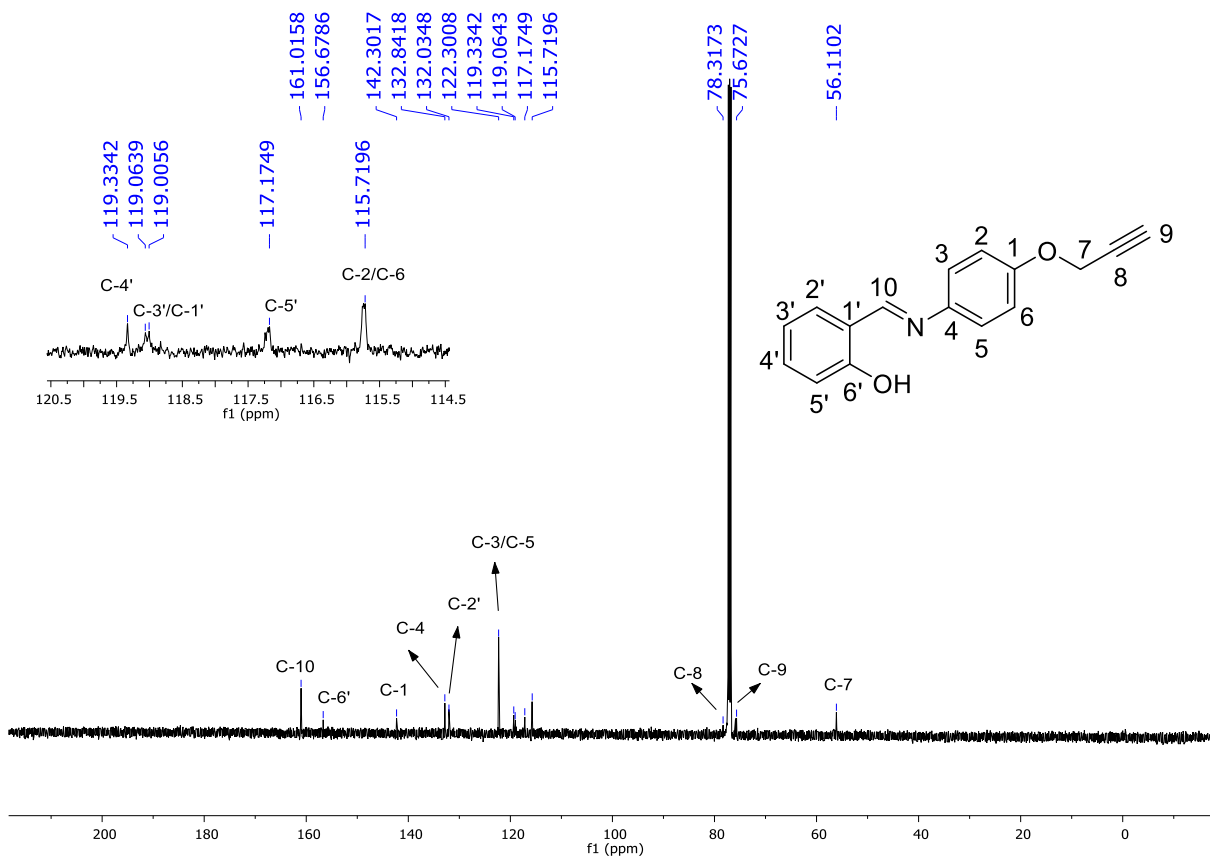 161.0158
156.6786
142.3017
132.8418
132.0348
122.3008
119.3342
119.0643
117.1749
115.7196
78.3173
75.6727
56.1102
119.3342
119.0639
119.0056
117.1749
115.7196
C-4'
C-3'/C-1'
C-5'
C-2/C-6
120.5 119.5 118.5 117.5 116.5 115.5 114.5
f1 (ppm)
2
3
1
O
7
9
8
10
2'
3'
1'
N
4
6
5
4'
6'
OH
5'
C-3/C-5
C-2'
C-4
C-10
C-6'
C-1
C-8
C-9
C-7
200 180 160 140 120 100 80 60 40 20 0
f1 (ppm)